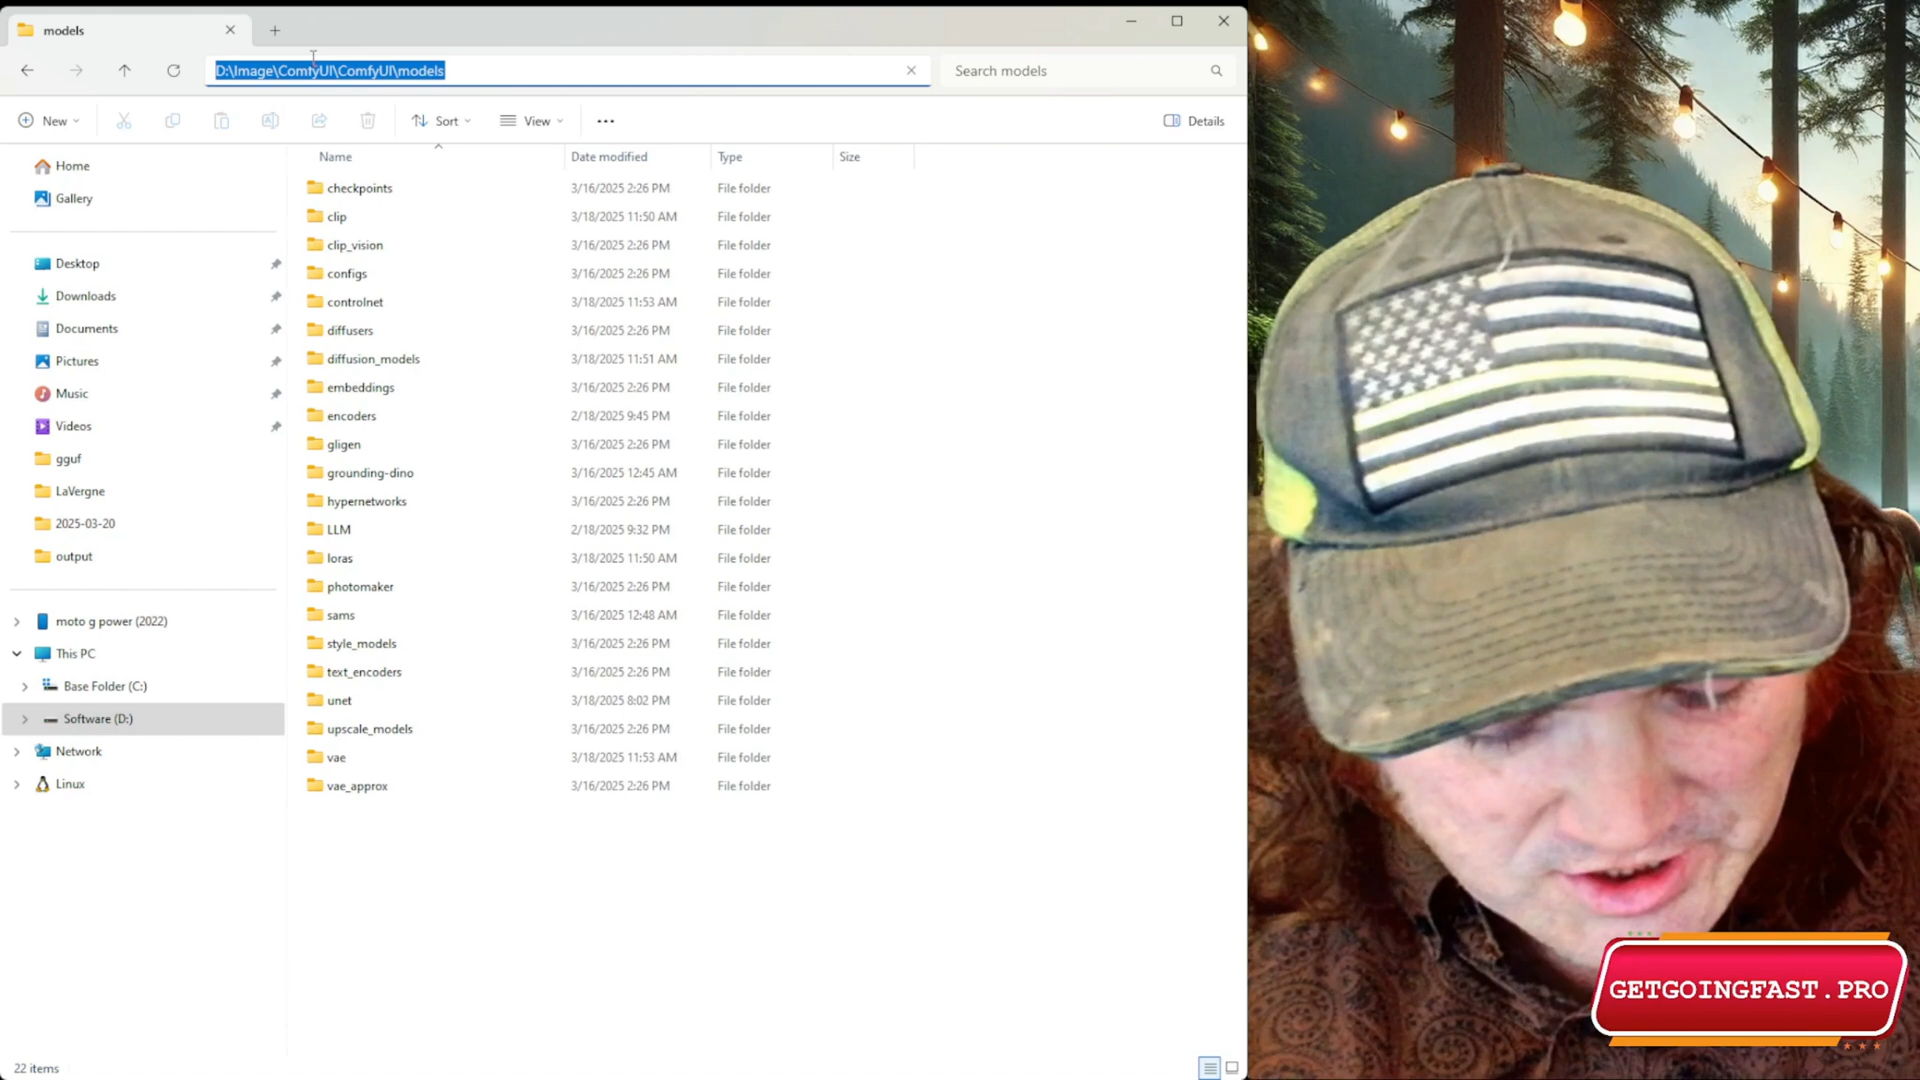 models
D:\Image\ComfyUI\ComfyUI\models
Search models
New
Sort
View
Details
Name Date modified Type Size
Home
Gallery
Desktop
Downloads
Documents
Pictures
Music
Videos
gguf
LaVergne
2025-03-20
output
moto g power (2022)
This PC
Base Folder (C:)
Software (D:)
Network
Linux
checkpoints 3/16/2025 2:26 PM File folder
clip 3/18/2025 11:50 AM File folder
clip_vision 3/16/2025 2:26 PM File folder
configs 3/16/2025 2:26 PM File folder
controlnet 3/18/2025 11:53 AM File folder
diffusers 3/16/2025 2:26 PM File folder
diffusion_models 3/18/2025 11:51 AM File folder
embeddings 3/16/2025 2:26 PM File folder
encoders 2/18/2025 9:45 PM File folder
gligen 3/16/2025 2:26 PM File folder
grounding-dino 3/16/2025 12:45 AM File folder
hypernetworks 3/16/2025 2:26 PM File folder
LLM 2/18/2025 9:32 PM File folder
loras 3/18/2025 11:50 AM File folder
photomaker 3/16/2025 2:26 PM File folder
sams 3/16/2025 12:48 AM File folder
style_models 3/16/2025 2:26 PM File folder
text_encoders 3/16/2025 2:26 PM File folder
unet 3/18/2025 8:02 PM File folder
upscale_models 3/16/2025 2:26 PM File folder
vae 3/18/2025 11:53 AM File folder
vae_approx 3/16/2025 2:26 PM File folder
22 items
GETGOINGFAST.PRO